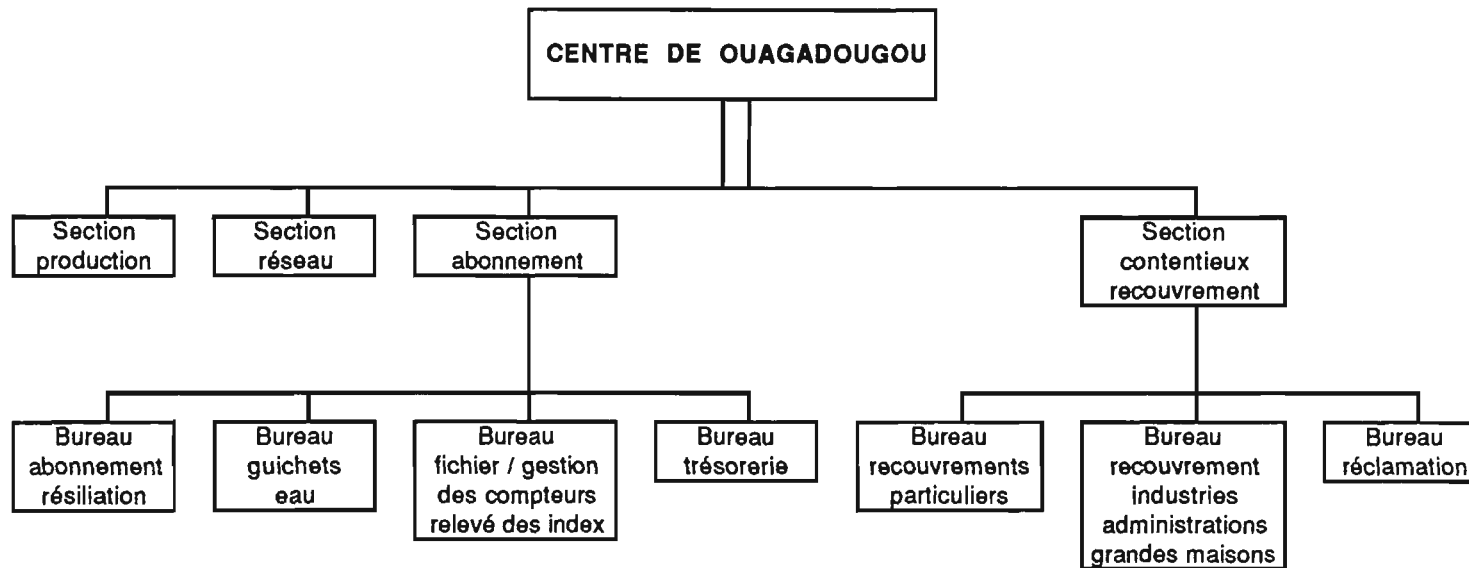 CENTRE DE OUAGADOUGOU
Section
production
Section
réseau
Section
abonnement
Section
contentieux
recouvrement
Bureau
abonnement
résiliation
Bureau
guichets
eau
Bureau
fichier / gestion
des compteurs
relevé des index
Bureau
trésorerie
Bureau
recouvrements
particuliers
Bureau
recouvrement
industries
administrations
grandes maisons
Bureau
réclamation